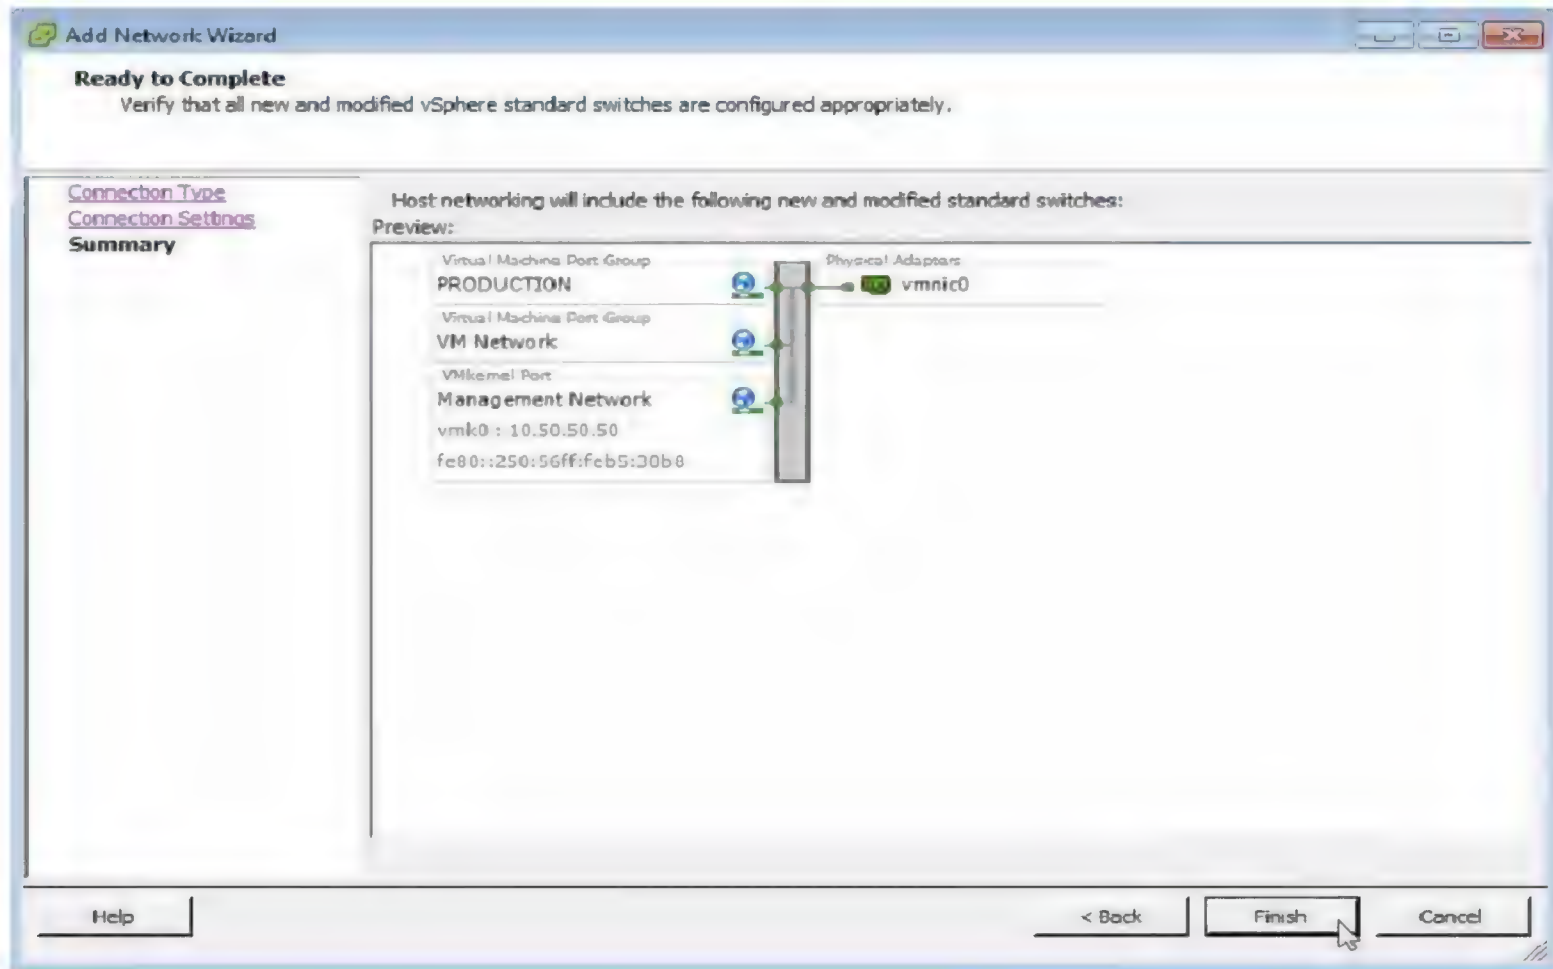 Add Network Wizard
Ready to Complete
Verify that all new and modified vSphere standard switches are configured appropriately.
Connection Type
Connection Settings
Summary
Host networking will include the following new and modified standard switches:
Preview:
Virtual Machine Port Group
Physical Adapters
PRODUCTION
vmnic0
Virtual Machine Port Group
VM Network
VMkernel Port
Management Network
vmk0 : 10.50.50.50
fe80::250:56ff:feb5:30b8
Help
< Back
Finish
Cancel